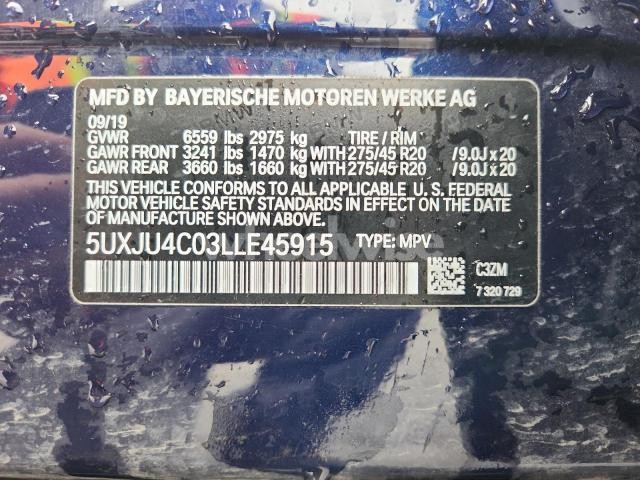 MFD BY BAYERISCHE MOTOREN WERKE AG
09/19
GVWR 6559 lbs 2975 kg TIRE / RIM
GAWR FRONT 3241 lbs 1470 kg WITH 275/45 R20 / 9.0J x 20
GAWR REAR 3660 lbs 1660 kg WITH 275/45 R20 / 9.0J x 20
THIS VEHICLE CONFORMS TO ALL APPLICABLE U. S. FEDERAL
MOTOR VEHICLE SAFETY STANDARDS IN EFFECT ON THE DATE
OF MANUFACTURE SHOWN ABOVE.
5UXJU4C03LLE45915 TYPE: MPV
C3ZM
7 320 729